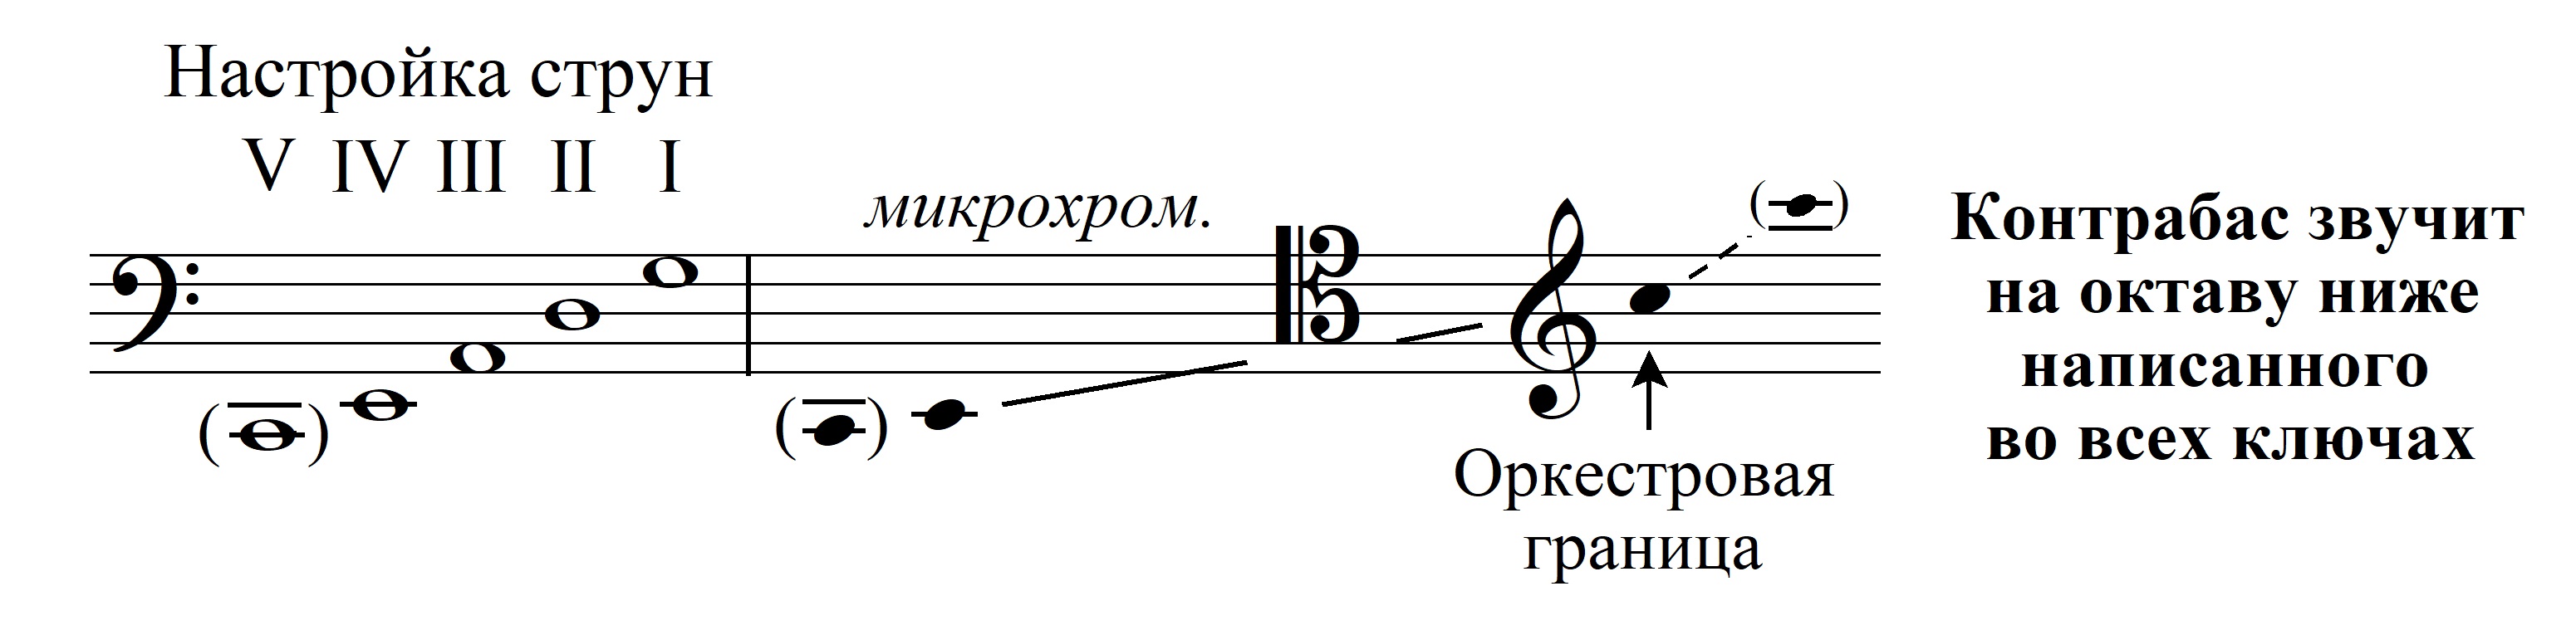 Настройка струн
V IV III II I
микрохром.
Контрабас звучит
на октаву ниже
написанного
во всех ключах
Оркестровая
граница